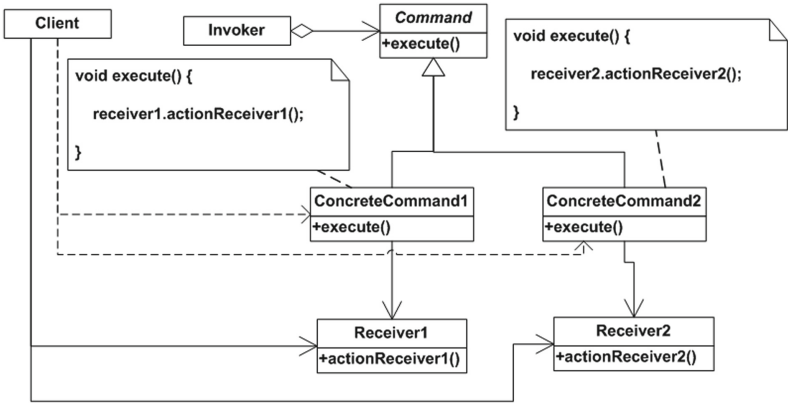 Client
Invoker
Command
+execute()
void execute() {
receiver1.actionReceiver1();
}
void execute() {
receiver2.actionReceiver2();
}
ConcreteCommand1
+execute()
ConcreteCommand2
+execute()
Receiver1
+actionReceiver1()
Receiver2
+actionReceiver2()